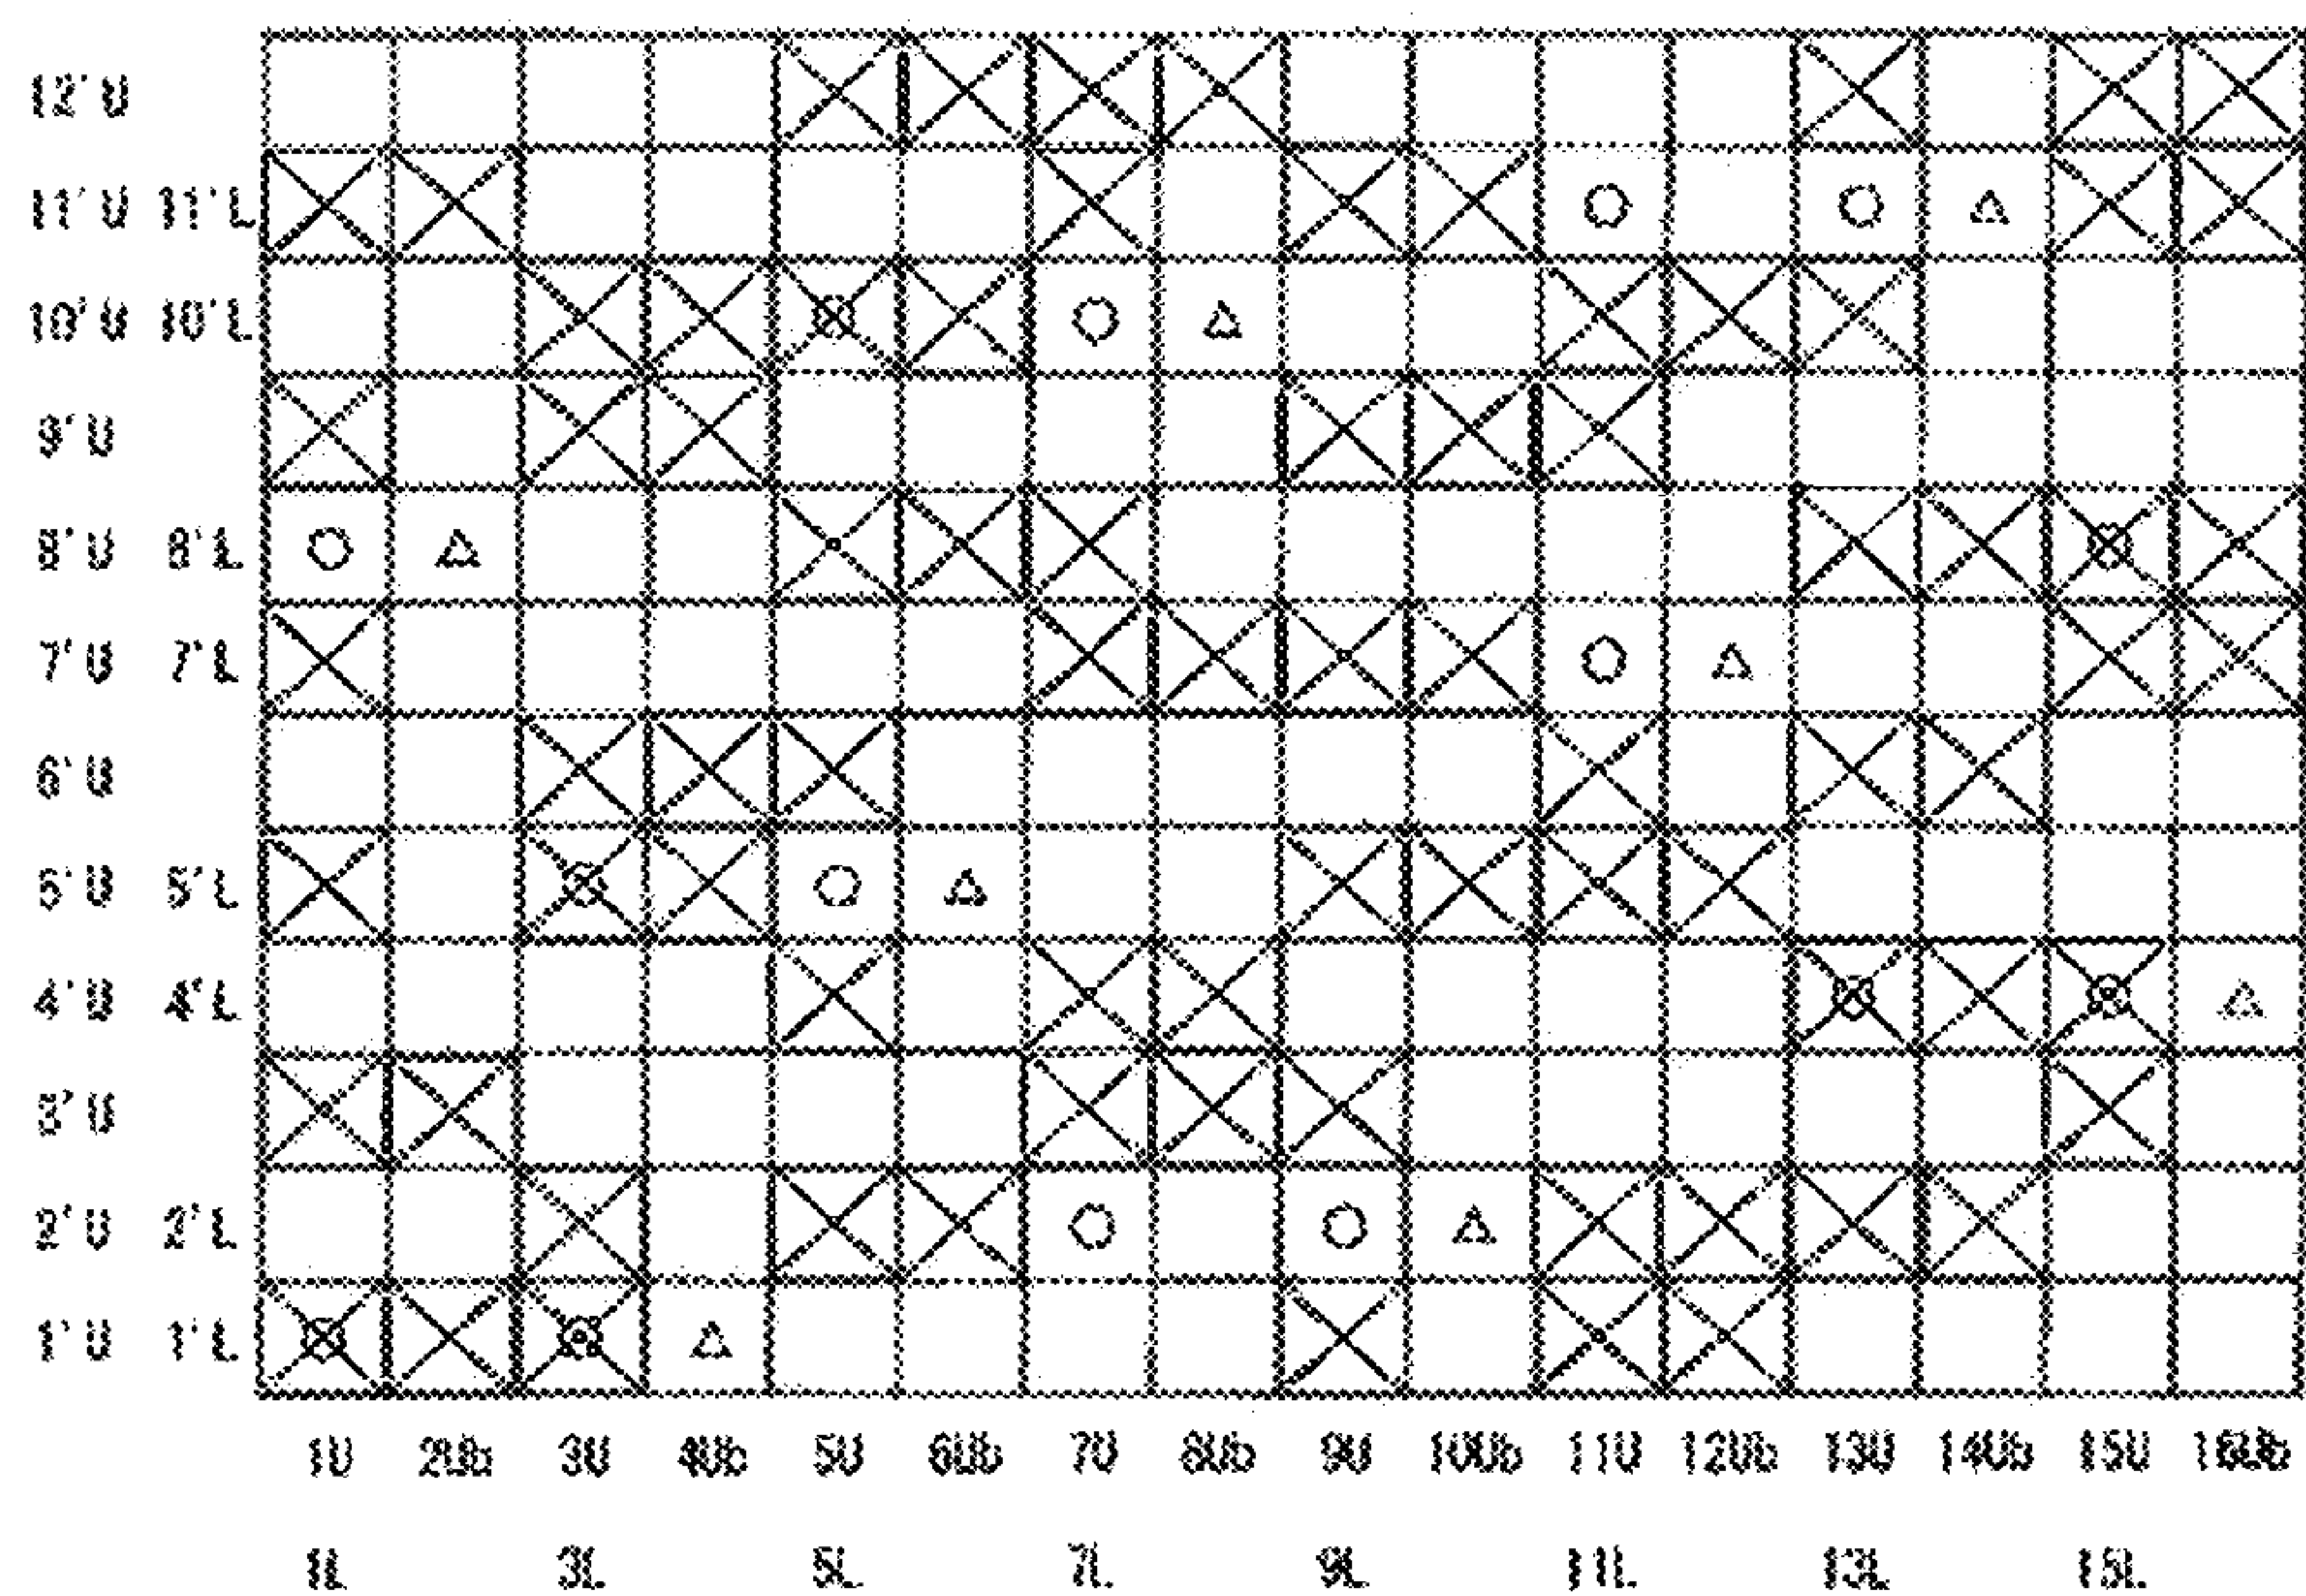 12'U
11'U 11'L
10'U 10'L
9'U
8'U 8'L
7'U 7'L
6'U
5'U 5'L
4'U 4'L
3'U
2'U 2'L
1'U 1'L
1U 2Ub 3U 4Ub 5U 6Ub 7U 8Ub 9U 10Ub 11U 12Ub 13U 14Ub 15U 16Ub
1L 3L 5L 7L 9L 11L 13L 15L